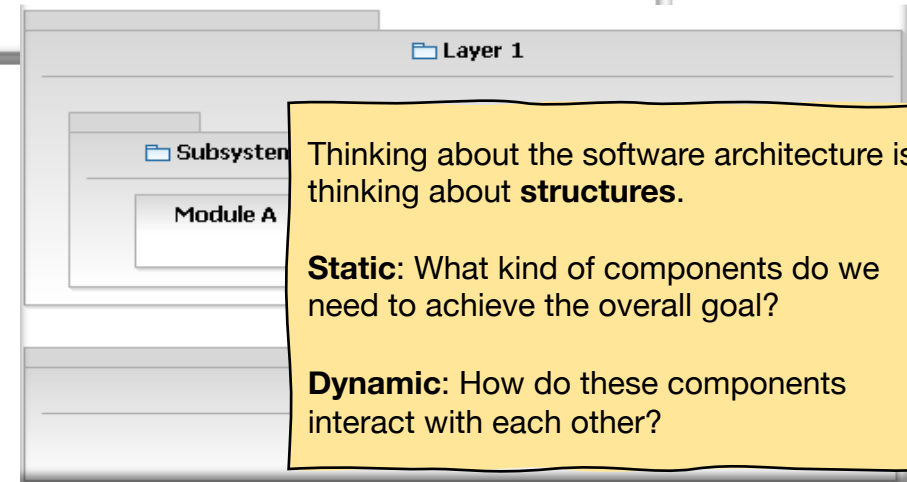 Layer 1
Subsysten
Module A
Thinking about the software architecture is
thinking about structures.
Static: What kind of components do we
need to achieve the overall goal?
Dynamic: How do these components
interact with each other?